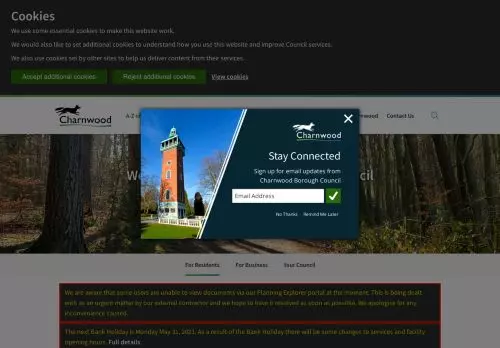 Cookies
We use some essential cookies to make this website work.
We would also like to set additional cookies to understand how you use this website and improve Council services.
We also use cookies set by other sites to help us deliver content from their services.
Accept additional cookies
Reject additional cookies
View cookies
Charnwood
A-Z of
Contact Us
Charnwood
Stay Connected
Sign up for email updates from
Charnwood Borough Council
Email Address
No Thanks
Remind Me Later
For Residents
For Business
Your Council
We are aware that some users are unable to view documents via our Planning Explorer portal at the moment. This is being dealt
with as an urgent matter by our external contractor and we hope to have it resolved as soon as possible. We apologise for any
inconvenience caused.
The next Bank Holiday is Monday May 31, 2021. As a result of the Bank Holiday there will be some changes to services and facility
opening hours. Full details